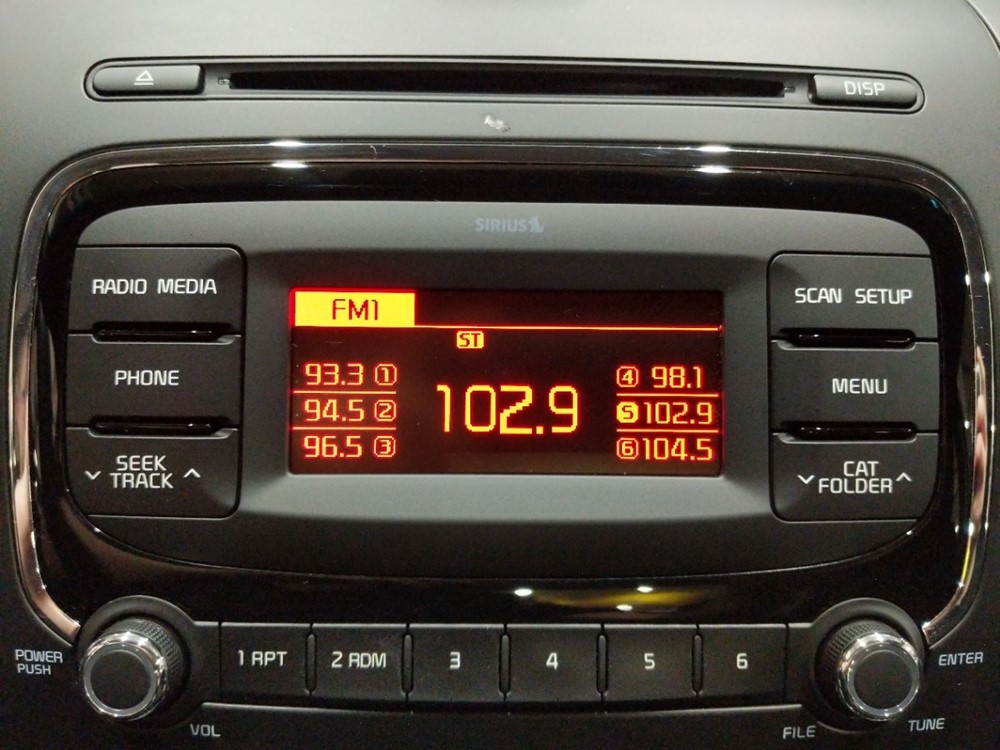 DISP
SIRIUS
RADIO MEDIA
PHONE
SEEK
TRACK
FM1
ST
93.3 1
94.5 2
96.5 3
102.9
4 98.1
5 102.9
6 104.5
SCAN SETUP
MENU
CAT
FOLDER
POWER
PUSH
VOL
1 RPT
2 RDM
3
4
5
6
FILE
TUNE
ENTER